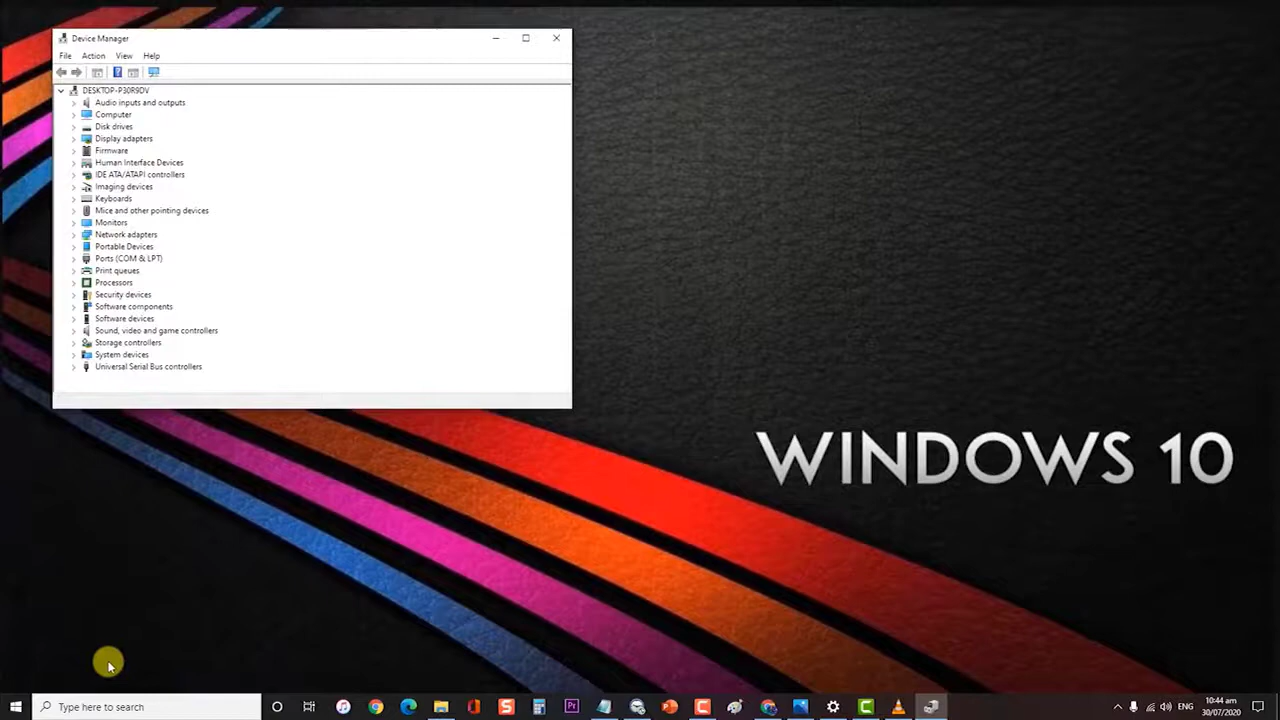 Device Manager
File Action View Help
DESKTOP-P30R9DV
Audio inputs and outputs
Computer
Disk drives
Display adapters
Firmware
Human Interface Devices
IDE ATA/ATAPI controllers
Imaging devices
Keyboards
Mice and other pointing devices
Monitors
Network adapters
Portable Devices
Ports (COM & LPT)
Print queues
Processors
Security devices
Software components
Software devices
Sound, video and game controllers
Storage controllers
System devices
Universal Serial Bus controllers
WINDOWS 10
Type here to search
ENG
10:44 am
30/07/2020